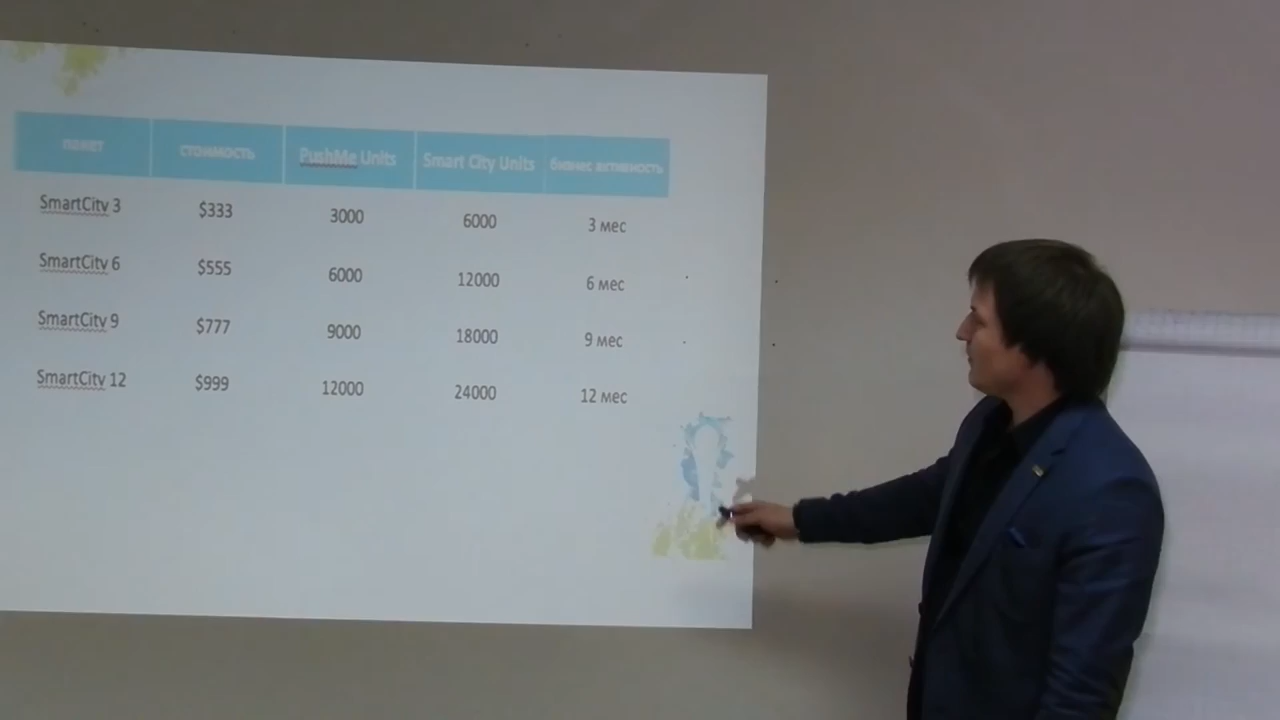 пакет стоимость PushMe Units Smart City Units бизнес активность
SmartCity 3 $333 3000 6000 3 мес
SmartCity 6 $555 6000 12000 6 мес
SmartCity 9 $777 9000 18000 9 мес
SmartCity 12 $999 12000 24000 12 мес